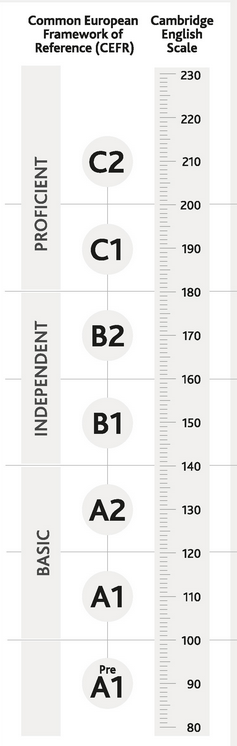 Common European
Framework of
Reference (CEFR)
Cambridge
English
Scale
PROFICIENT
INDEPENDENT
BASIC
C2
C1
B2
B1
A2
A1
Pre
A1
230
220
210
200
190
180
170
160
150
140
130
120
110
100
90
80